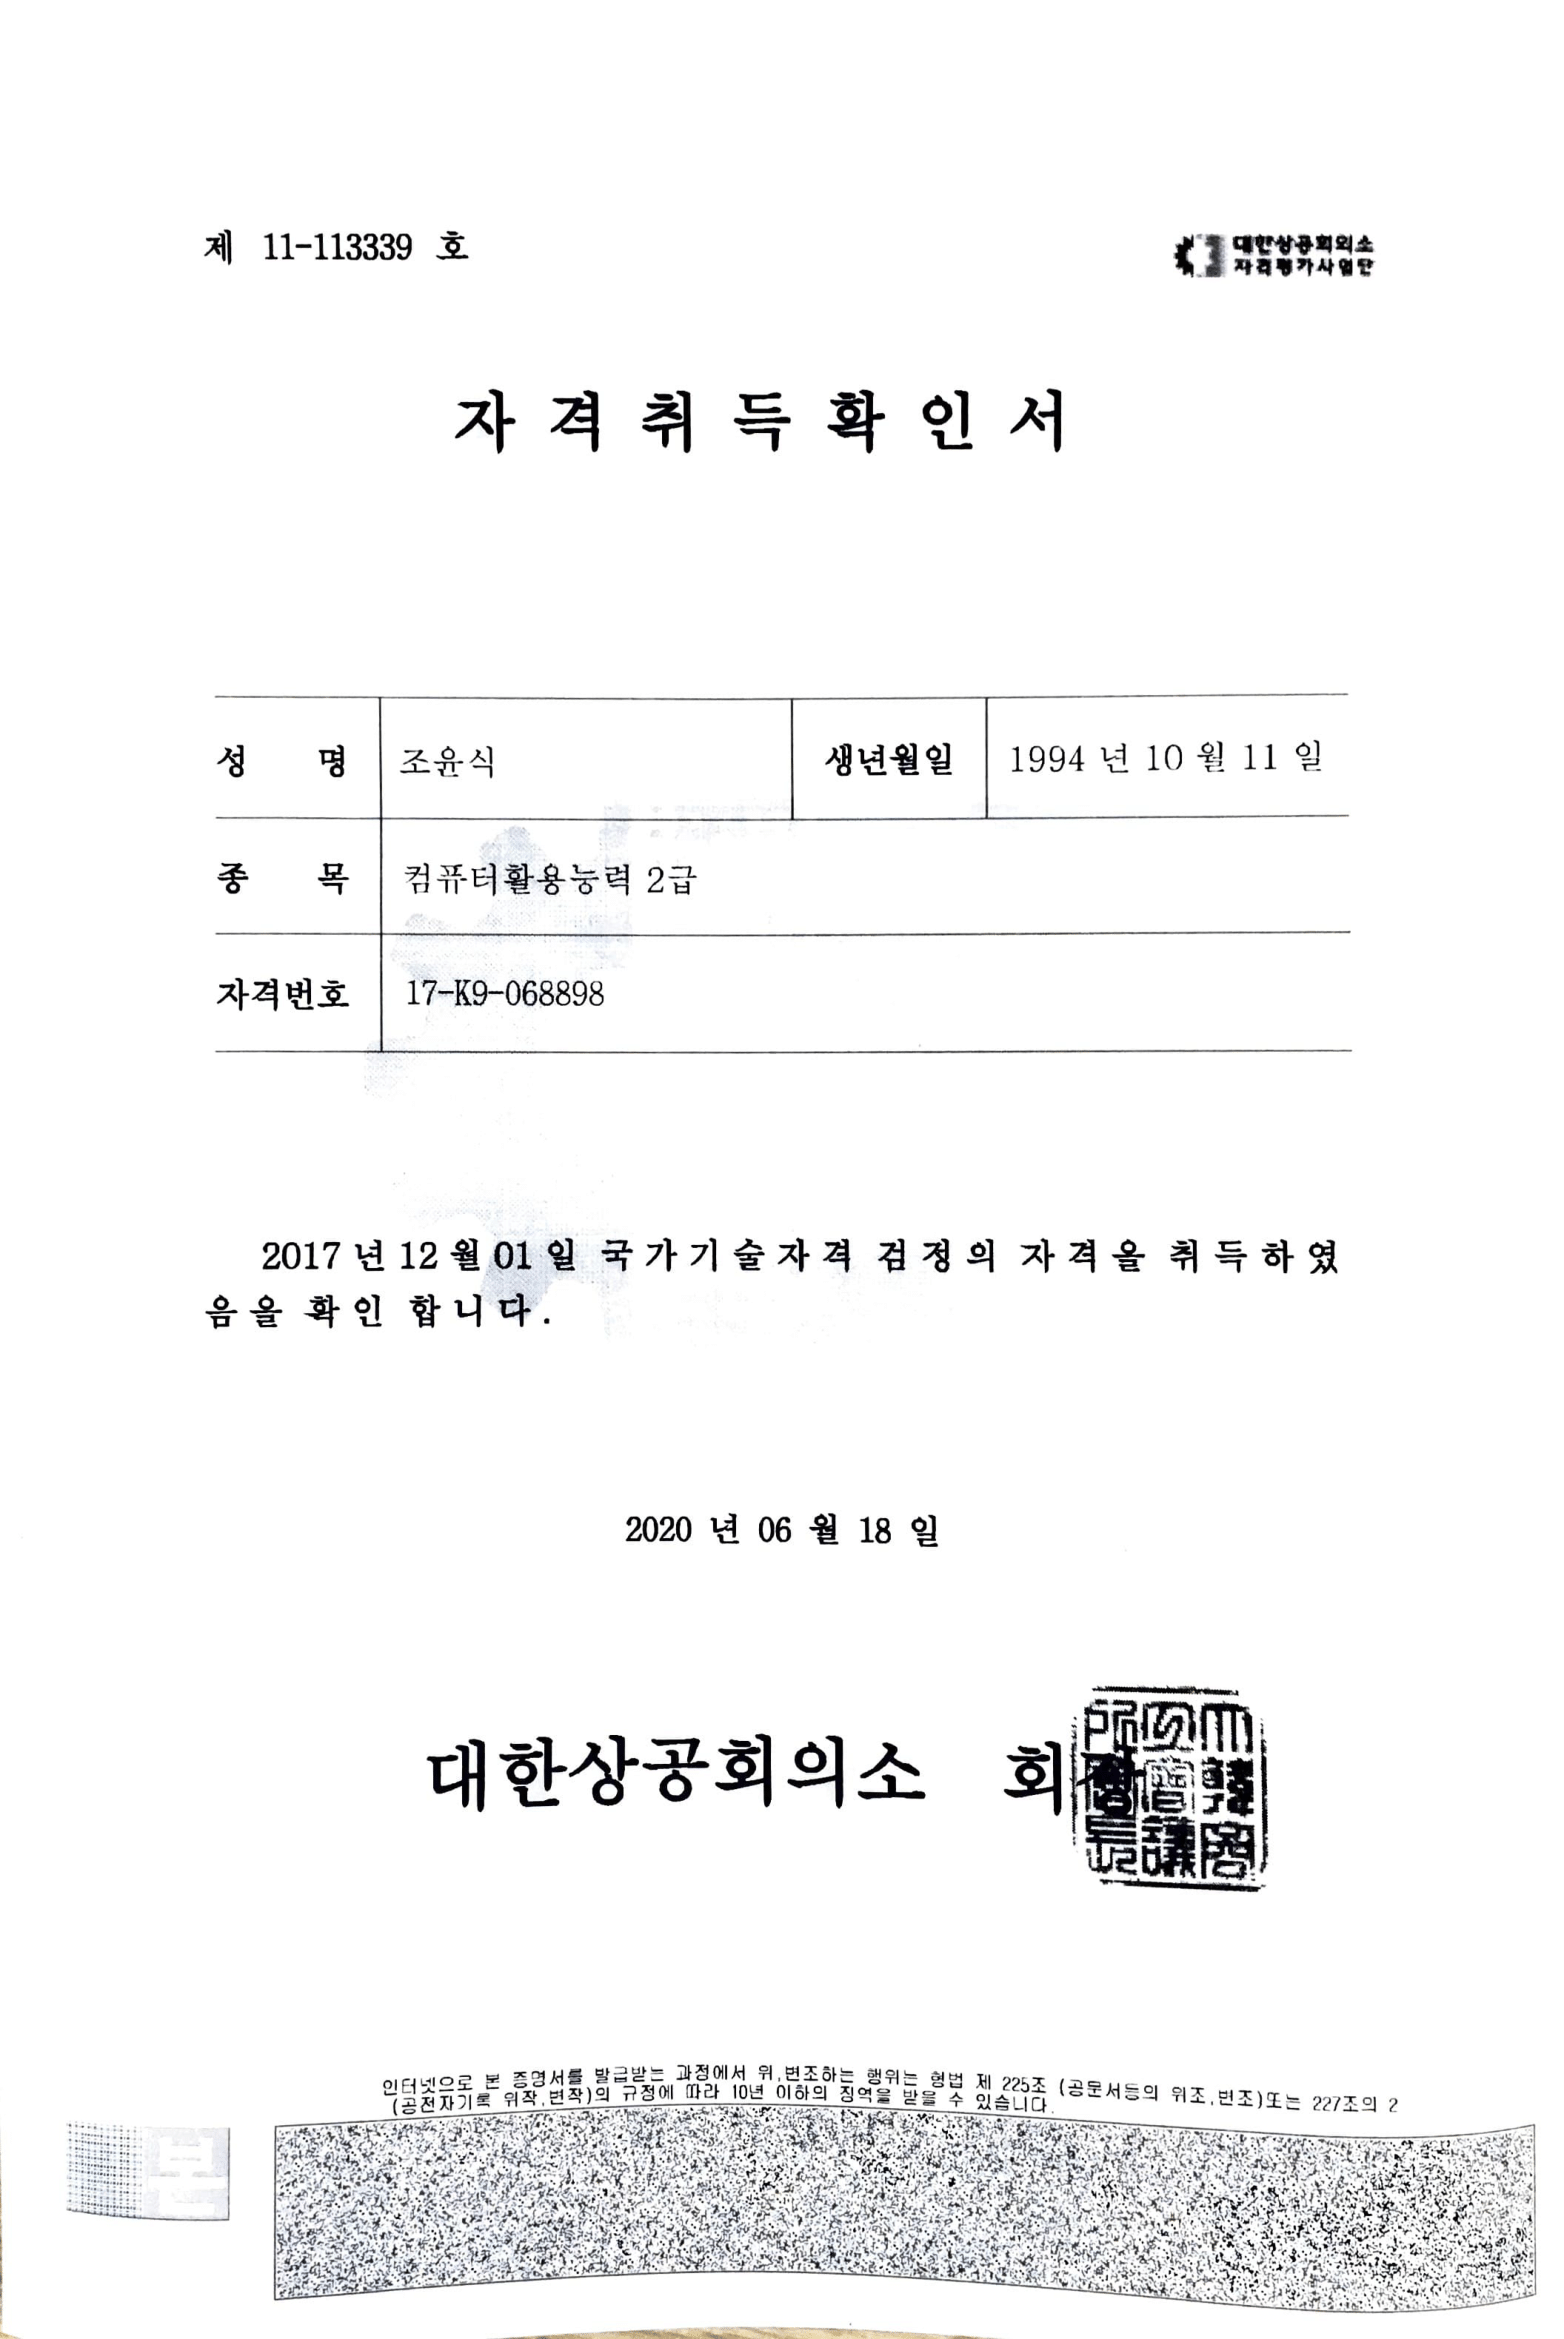 제 11-113339 호
대한상공회의소
자격평가사업단
자격취득확인서
성 명 조윤식 생년월일 1994 년 10 월 11 일
종 목 컴퓨터활용능력 2급
자격번호 17-K9-068898
2017 년 12 월 01 일 국가기술자격 검정의 자격을 취득하였
음을 확인 합니다.
2020 년 06 월 18 일
대한상공회의소 회장
인터넷으로 본 증명서를 발급받는 과정에서 위,변조하는 행위는 형법 제 225조 (공문서등의 위조,변조)또는 227조의 2
(공전자기록 위작,변작)의 규정에 따라 10년 이하의 징역을 받을 수 있습니다.
본